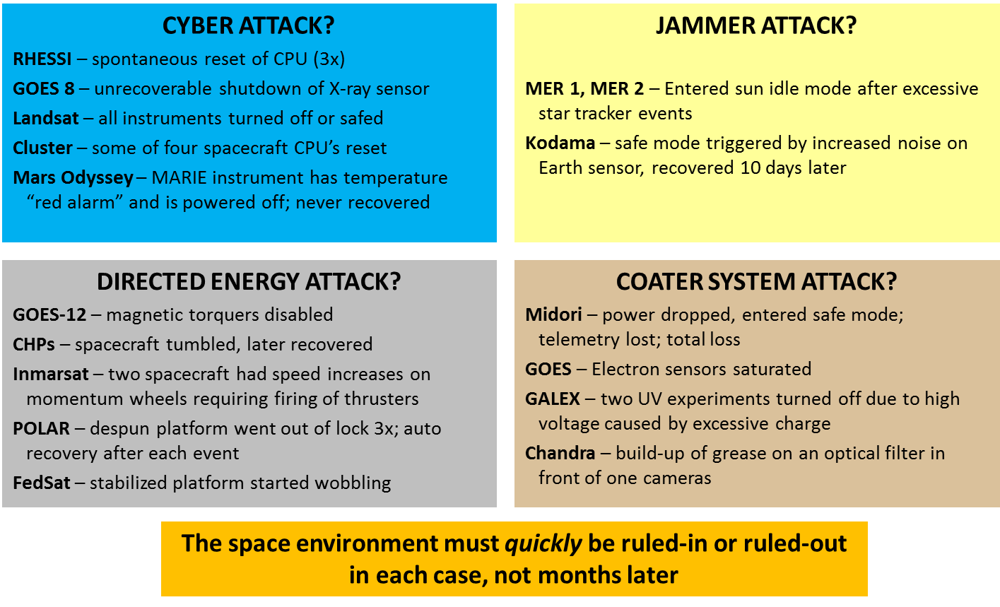 CYBER ATTACK?
RHESSI – spontaneous reset of CPU (3x)
GOES 8 – unrecoverable shutdown of X-ray sensor
Landsat – all instruments turned off or safed
Cluster – some of four spacecraft CPU's reset
Mars Odyssey – MARIE instrument has temperature
“red alarm” and is powered off; never recovered
JAMMER ATTACK?
MER 1, MER 2 – Entered sun idle mode after excessive
star tracker events
Kodama – safe mode triggered by increased noise on
Earth sensor, recovered 10 days later
DIRECTED ENERGY ATTACK?
GOES-12 – magnetic torquers disabled
CHPs – spacecraft tumbled, later recovered
Inmarsat – two spacecraft had speed increases on
momentum wheels requiring firing of thrusters
POLAR – despun platform went out of lock 3x; auto
recovery after each event
FedSat – stabilized platform started wobbling
COATER SYSTEM ATTACK?
Midori – power dropped, entered safe mode;
telemetry lost; total loss
GOES – Electron sensors saturated
GALEX – two UV experiments turned off due to high
voltage caused by excessive charge
Chandra – build-up of grease on an optical filter in
front of one cameras
The space environment must quickly be ruled-in or ruled-out
in each case, not months later